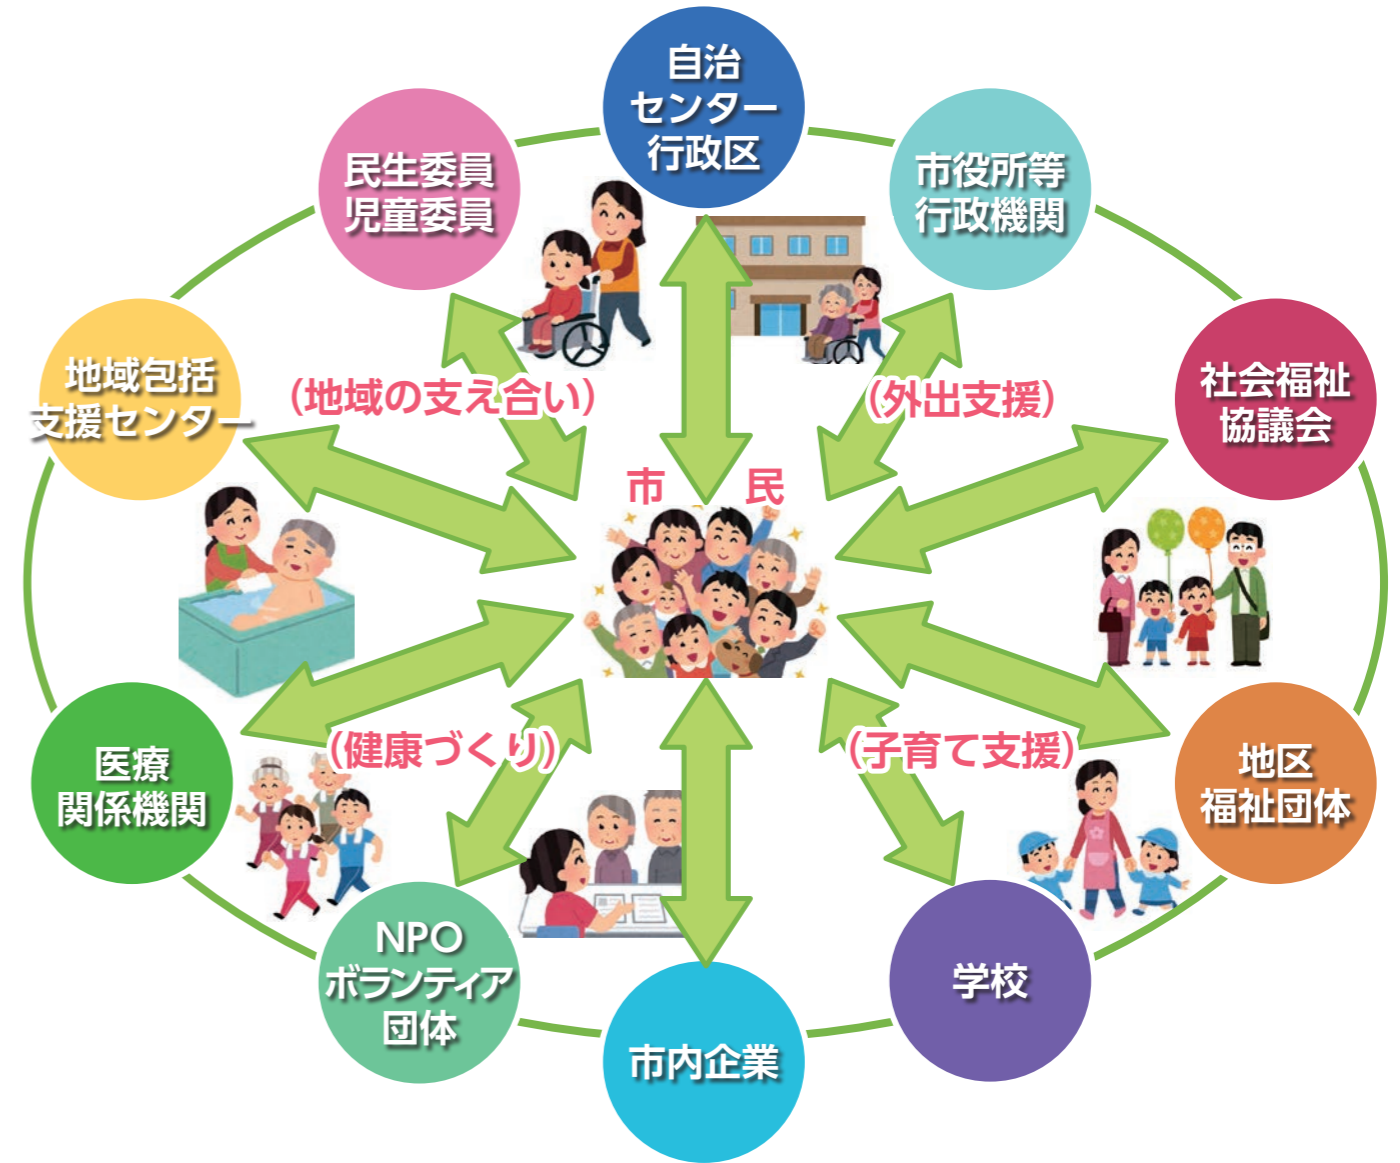 自治
センター
行政区
民生委員
児童委員
市役所等
行政機関
地域包括
支援センター
社会福祉
協議会
（地域の支え合い）
（外出支援）
市　民
（健康づくり）
（子育て支援）
医療
関係機関
地区
福祉団体
NPO
ボランティア
団体
学校
市内企業